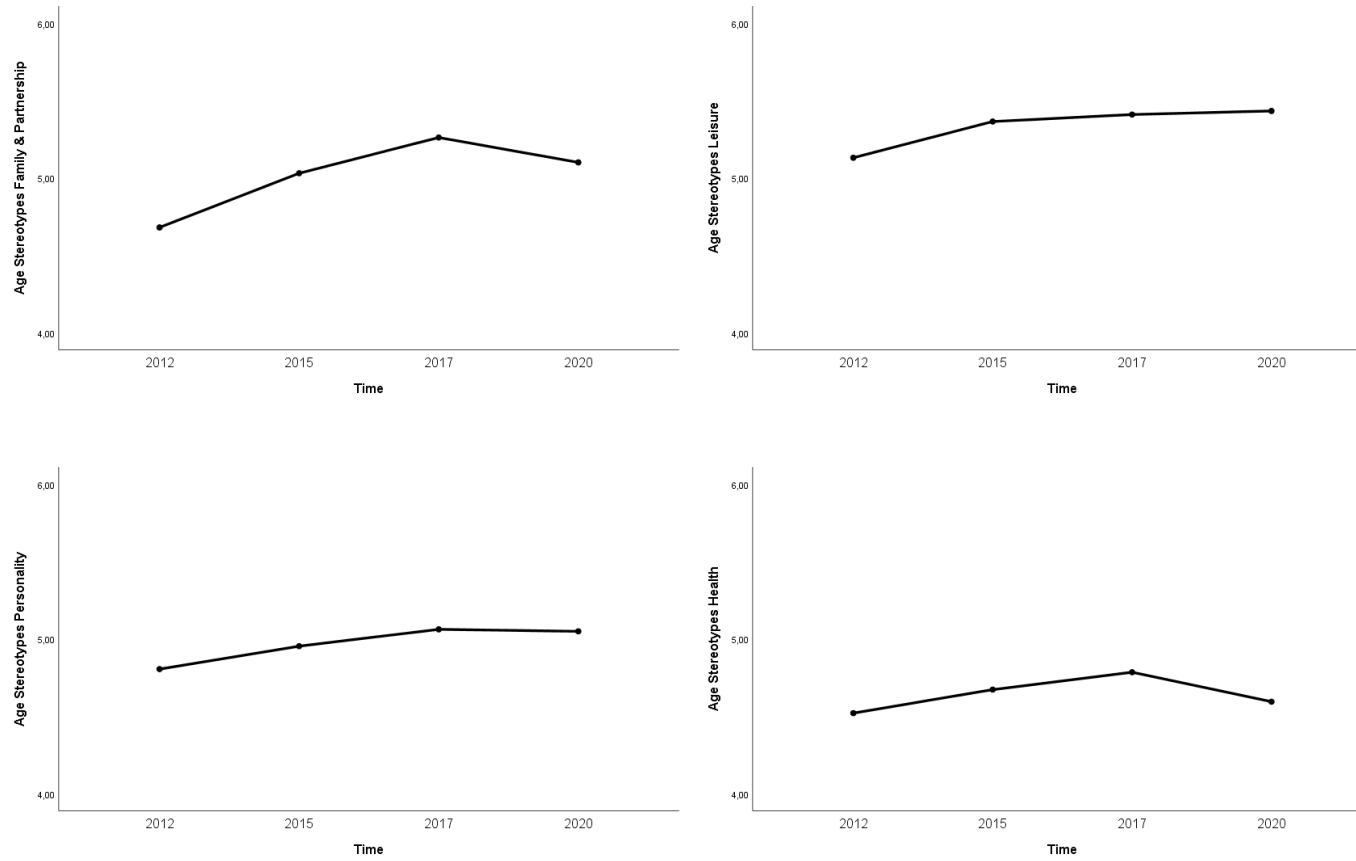 Age Stereotypes Family & Partnership
6,00
5,00
4,00
2012 2015 2017 2020
Time
Age Stereotypes Leisure
6,00
5,00
4,00
2012 2015 2017 2020
Time
Age Stereotypes Personality
6,00
5,00
4,00
2012 2015 2017 2020
Time
Age Stereotypes Health
6,00
5,00
4,00
2012 2015 2017 2020
Time